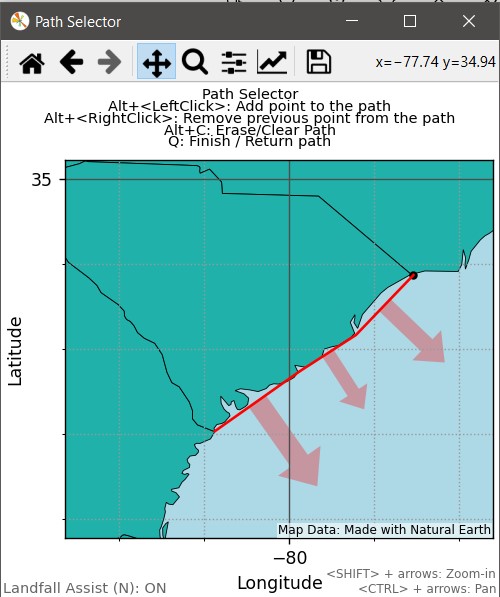 Path Selector
x=−77.74 y=34.94
Path Selector
Alt+<LeftClick>: Add point to the path
Alt+<RightClick>: Remove previous point from the path
Alt+C: Erase/Clear Path
Q: Finish / Return path
35
Latitude
Map Data: Made with Natural Earth
−80
Longitude
<SHIFT> + arrows: Zoom-in
Landfall Assist (N): ON
<CTRL> + arrows: Pan